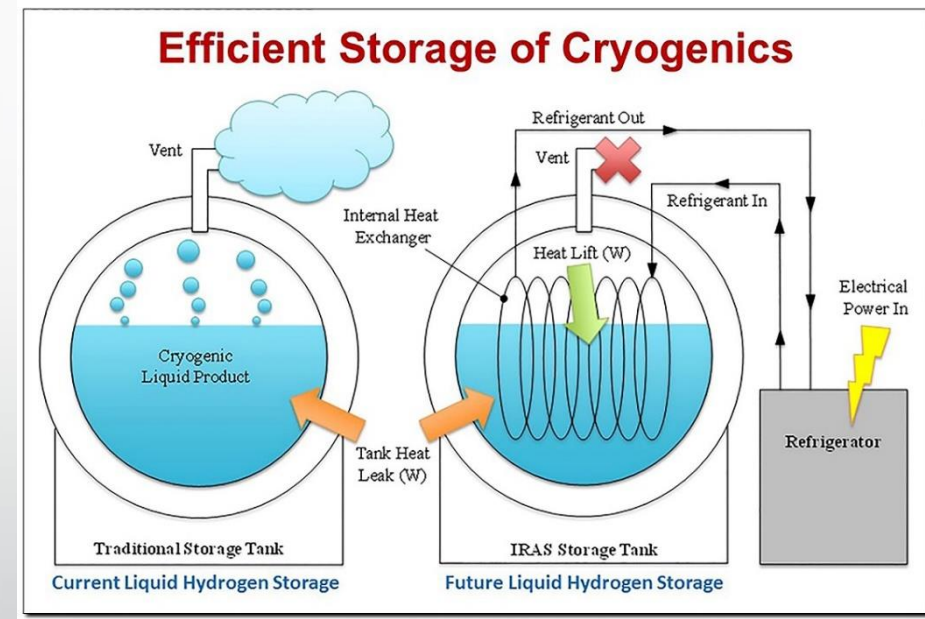 Efficient Storage of Cryogenics
Vent
Cryogenic
Liquid Product
Traditional Storage Tank
Current Liquid Hydrogen Storage
Tank Heat
Leak (W)
Refrigerant Out
Vent
Refrigerant In
Internal Heat
Exchanger
Heat Lift (W)
Electrical
Power In
Refrigerator
IRAS Storage Tank
Future Liquid Hydrogen Storage